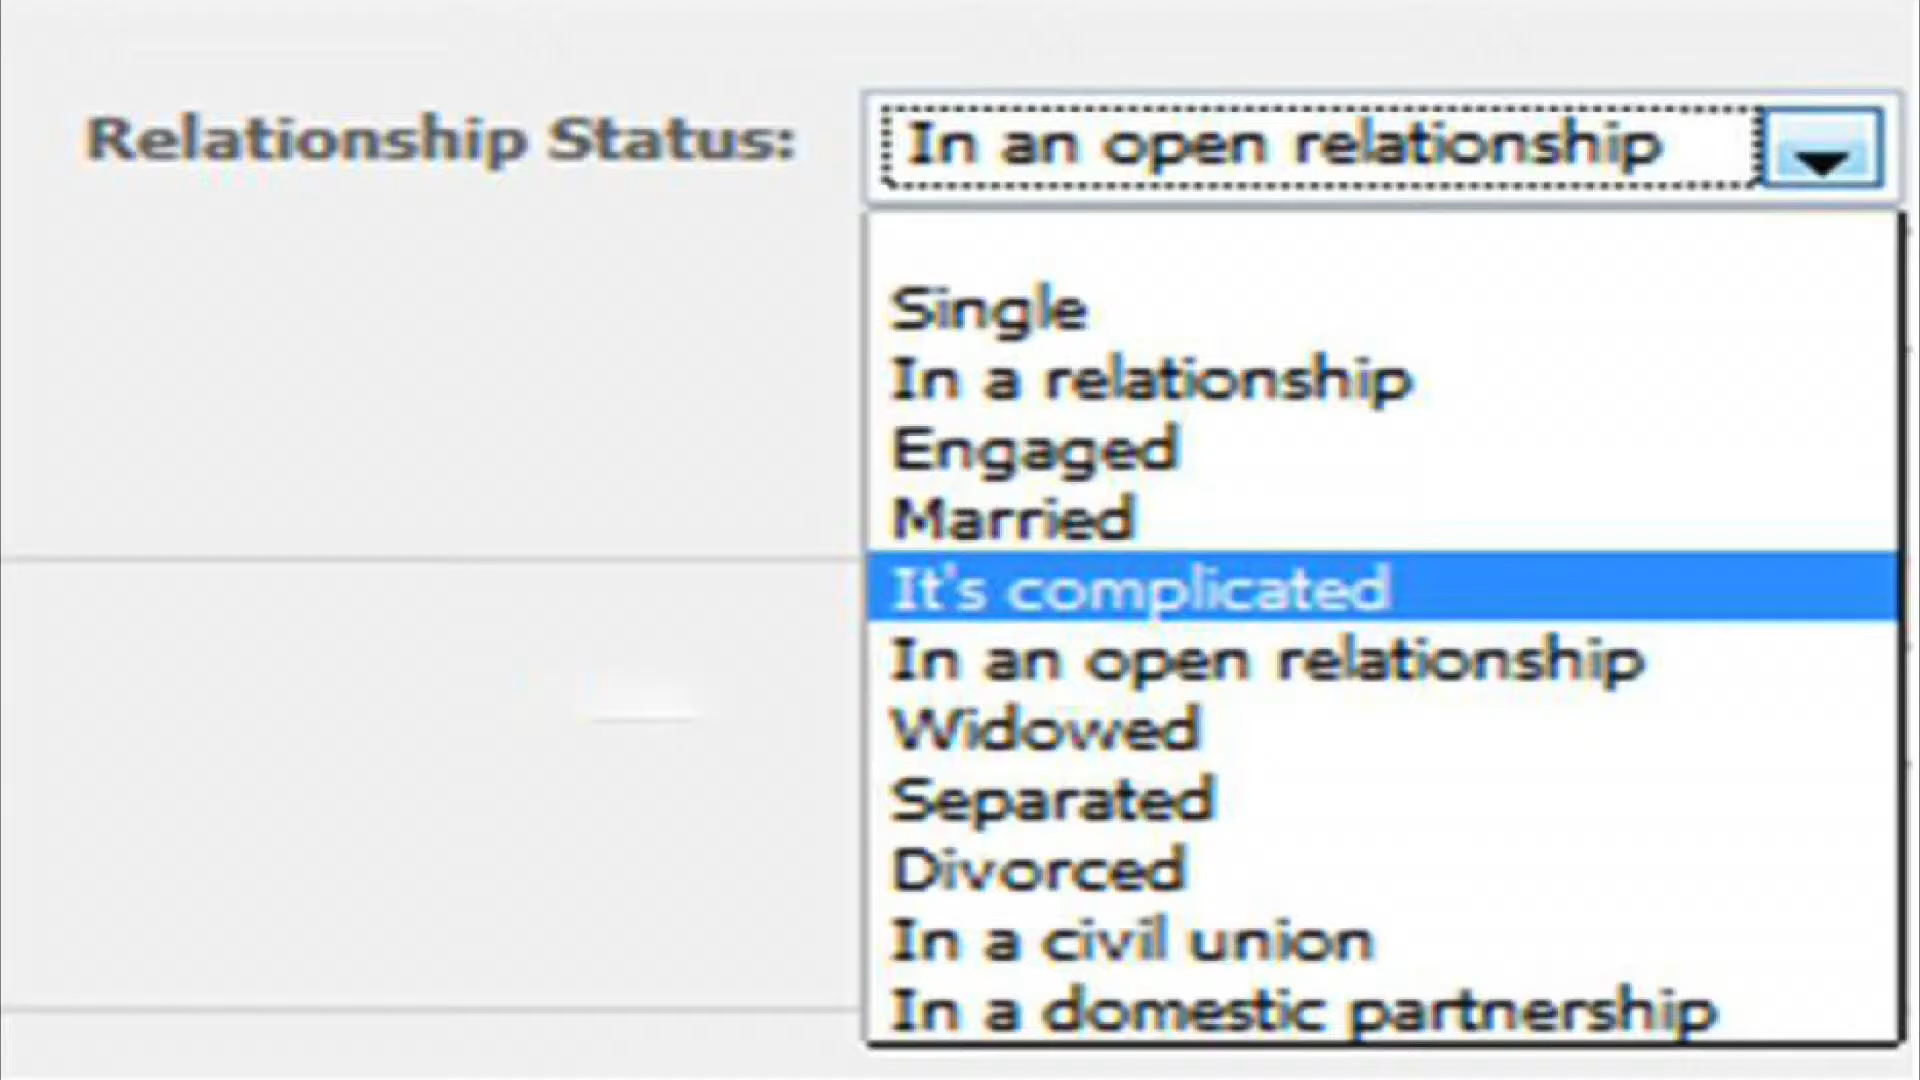 Relationship Status: In an open relationship
Single
In a relationship
Engaged
Married
It's complicated
In an open relationship
Widowed
Separated
Divorced
In a civil union
In a domestic partnership